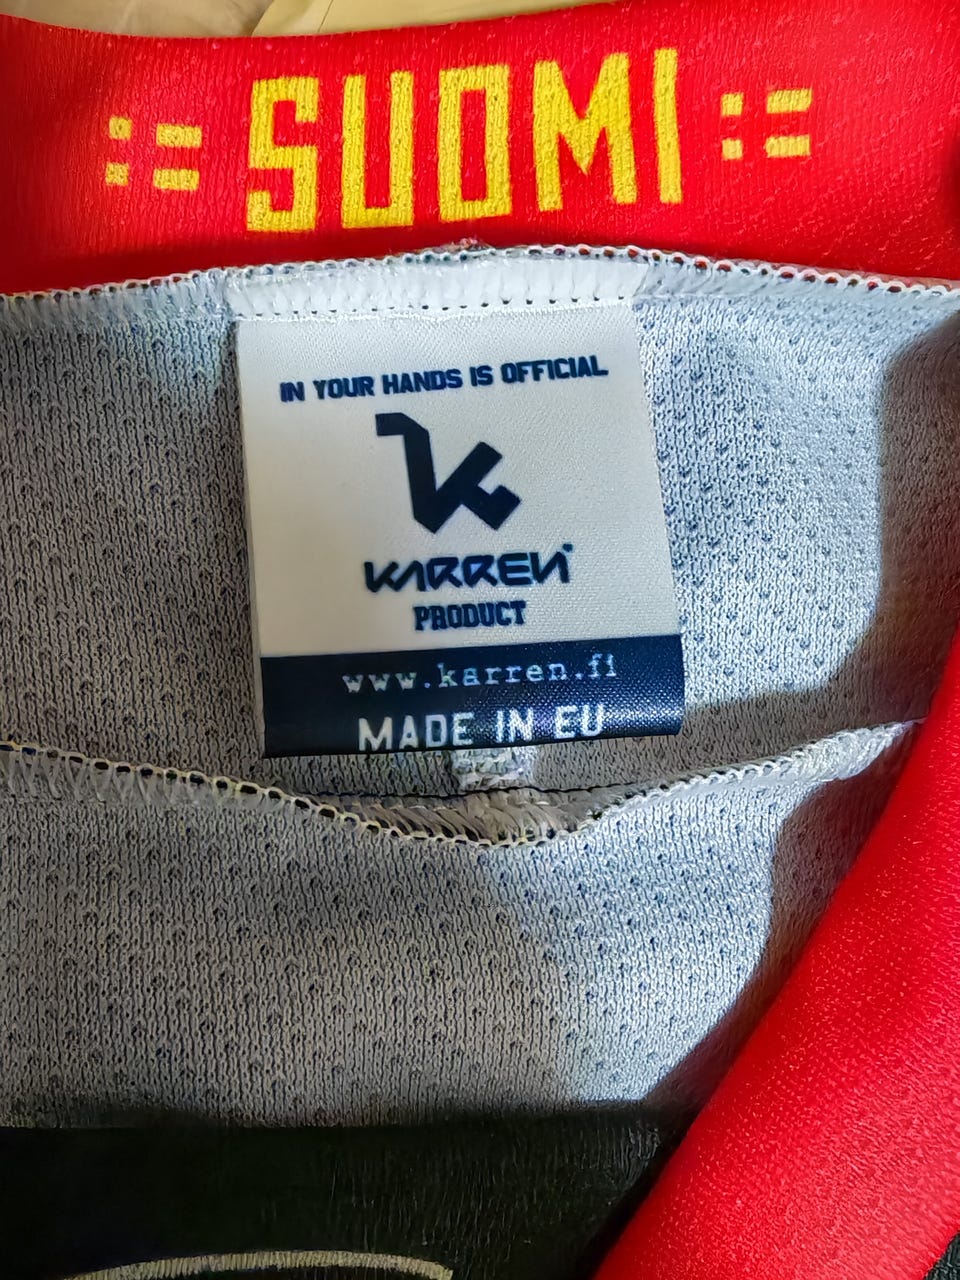 SUOMI
IN YOUR HANDS IS OFFICIAL
KARREN
PRODUCT
www.karren.fi
MADE IN EU